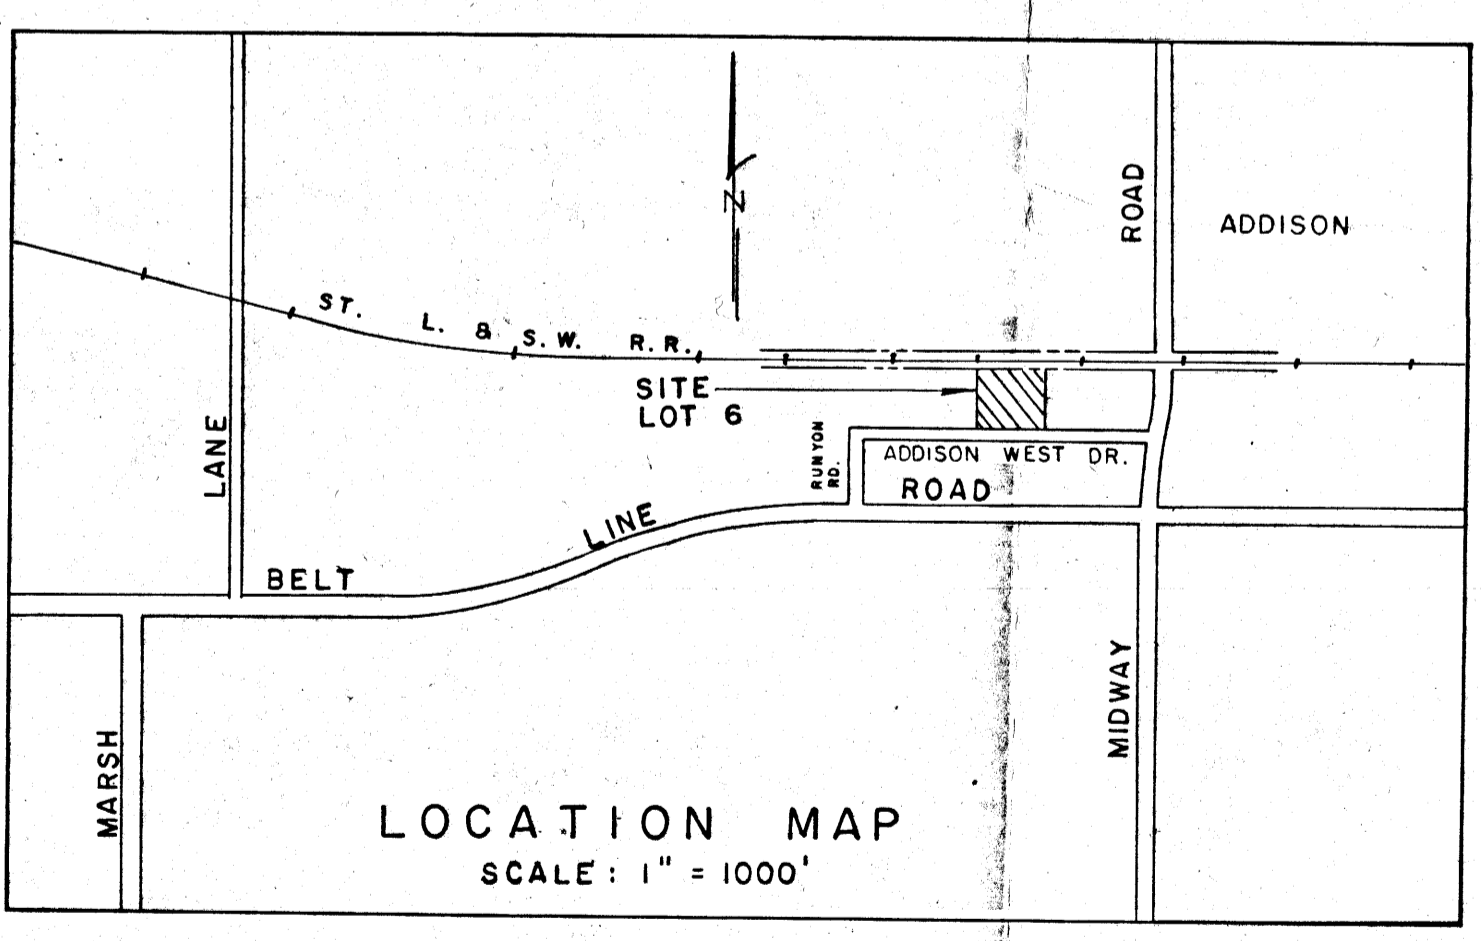 N
ROAD
ADDISON
ST. L. & S. W. R. R.
SITE
LOT 6
LANE
RUNYON
RD.
ADDISON WEST DR.
ROAD
LINE
BELT
MIDWAY
MARSH
LOCATION MAP
SCALE: 1" = 1000'